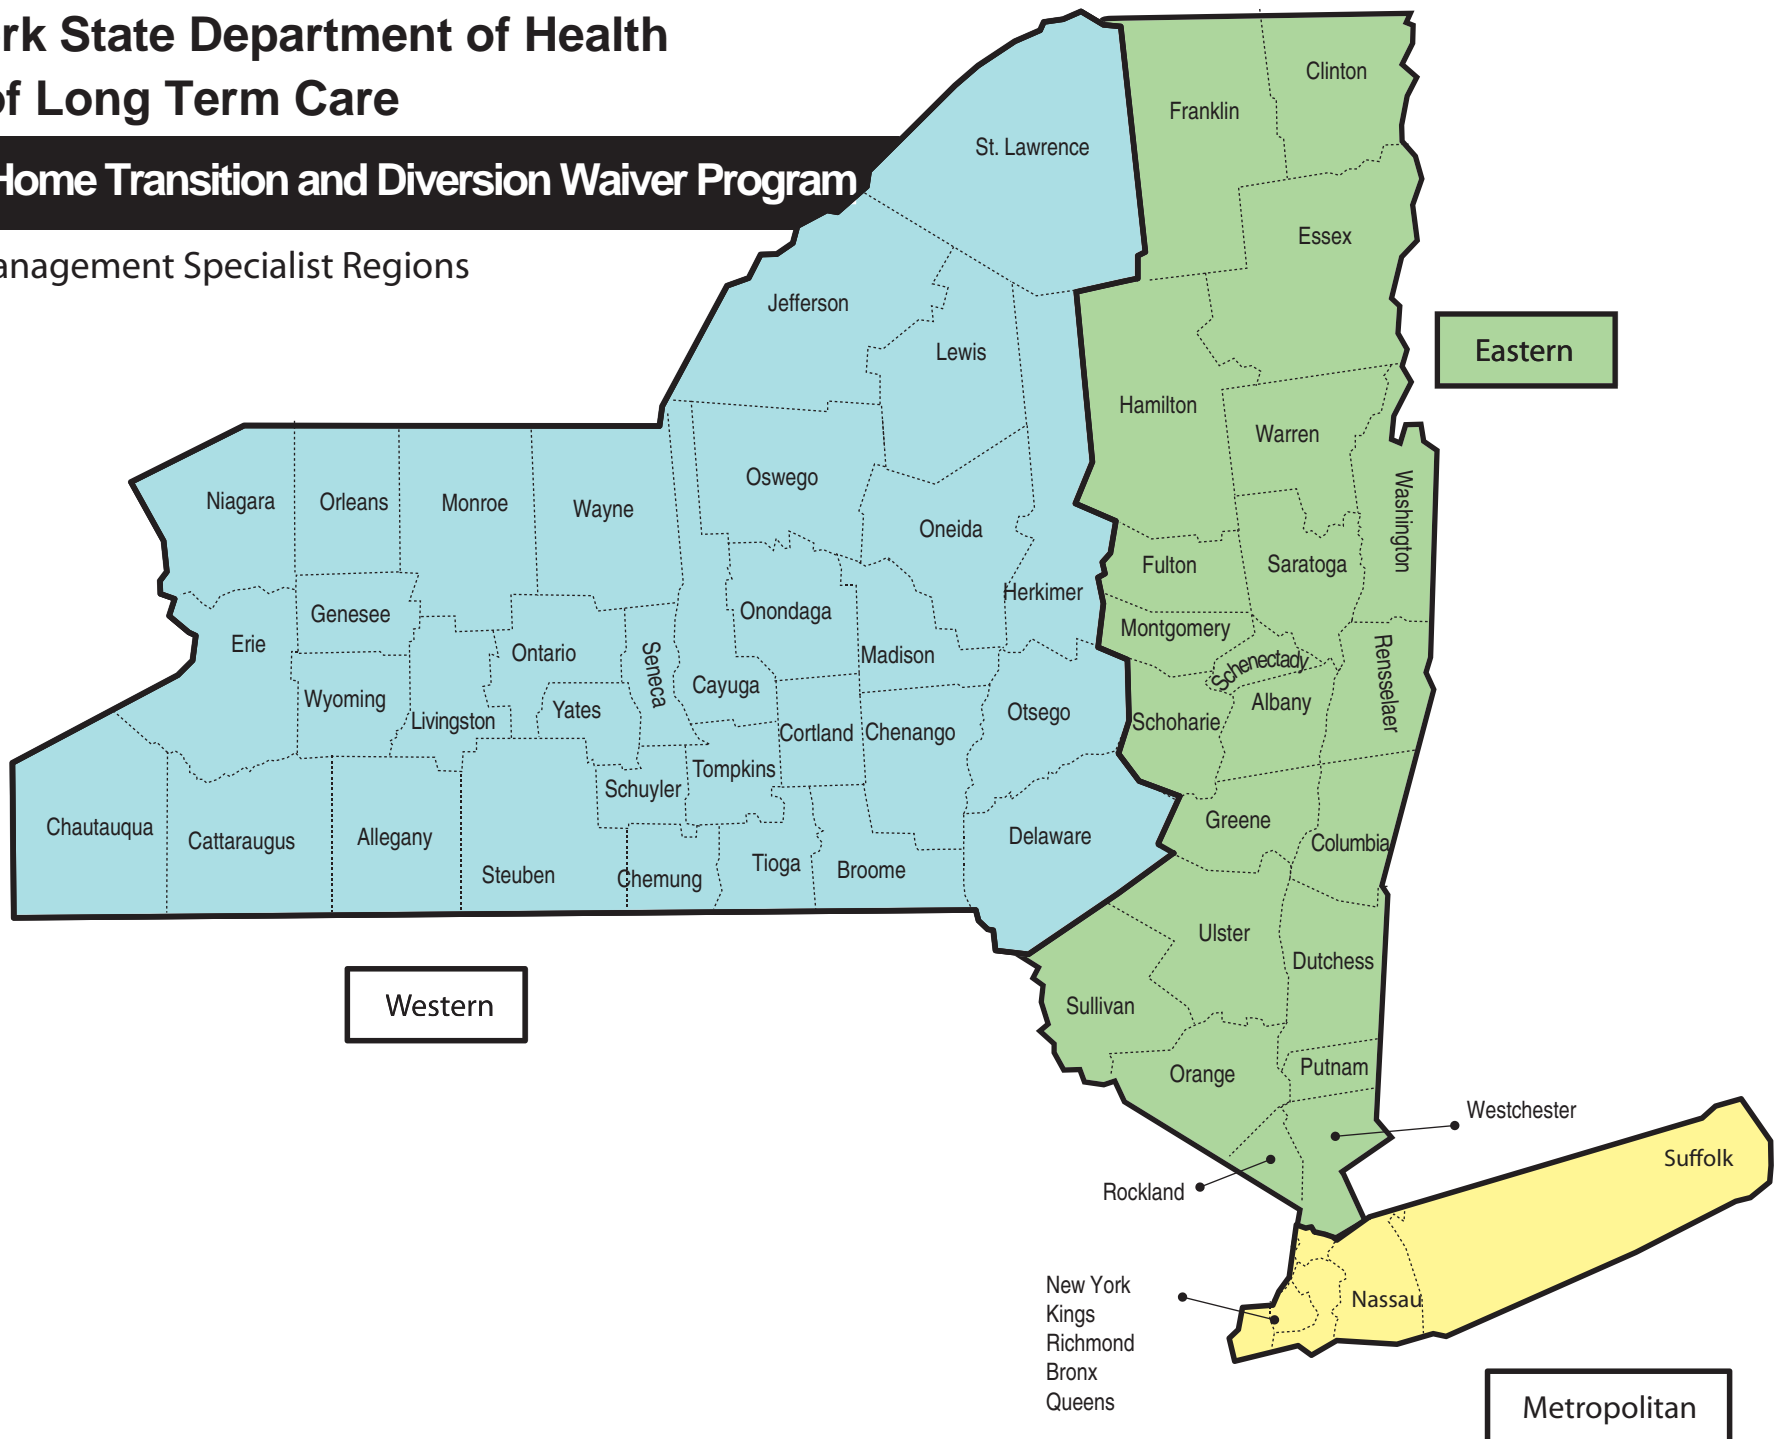 rk State Department of Health
of Long Term Care
Home Transition and Diversion Waiver Program
anagement Specialist Regions
Clinton
Franklin
St. Lawrence
Essex
Jefferson
Lewis
Eastern
Hamilton
Warren
Oswego
Washington
Niagara
Orleans
Monroe
Wayne
Oneida
Fulton
Saratoga
Herkimer
Genesee
Onondaga
Montgomery
Erie
Ontario
Seneca
Madison
Schenectady
Rensselaer
Wyoming
Cayuga
Albany
Livingston
Yates
Otsego
Schoharie
Cortland
Chenango
Tompkins
Schuyler
Greene
Chautauqua
Cattaraugus
Allegany
Delaware
Columbia
Steuben
Chemung
Tioga
Broome
Ulster
Dutchess
Western
Sullivan
Orange
Putnam
Westchester
Suffolk
Rockland
New York
Kings
Richmond
Bronx
Queens
Nassau
Metropolitan